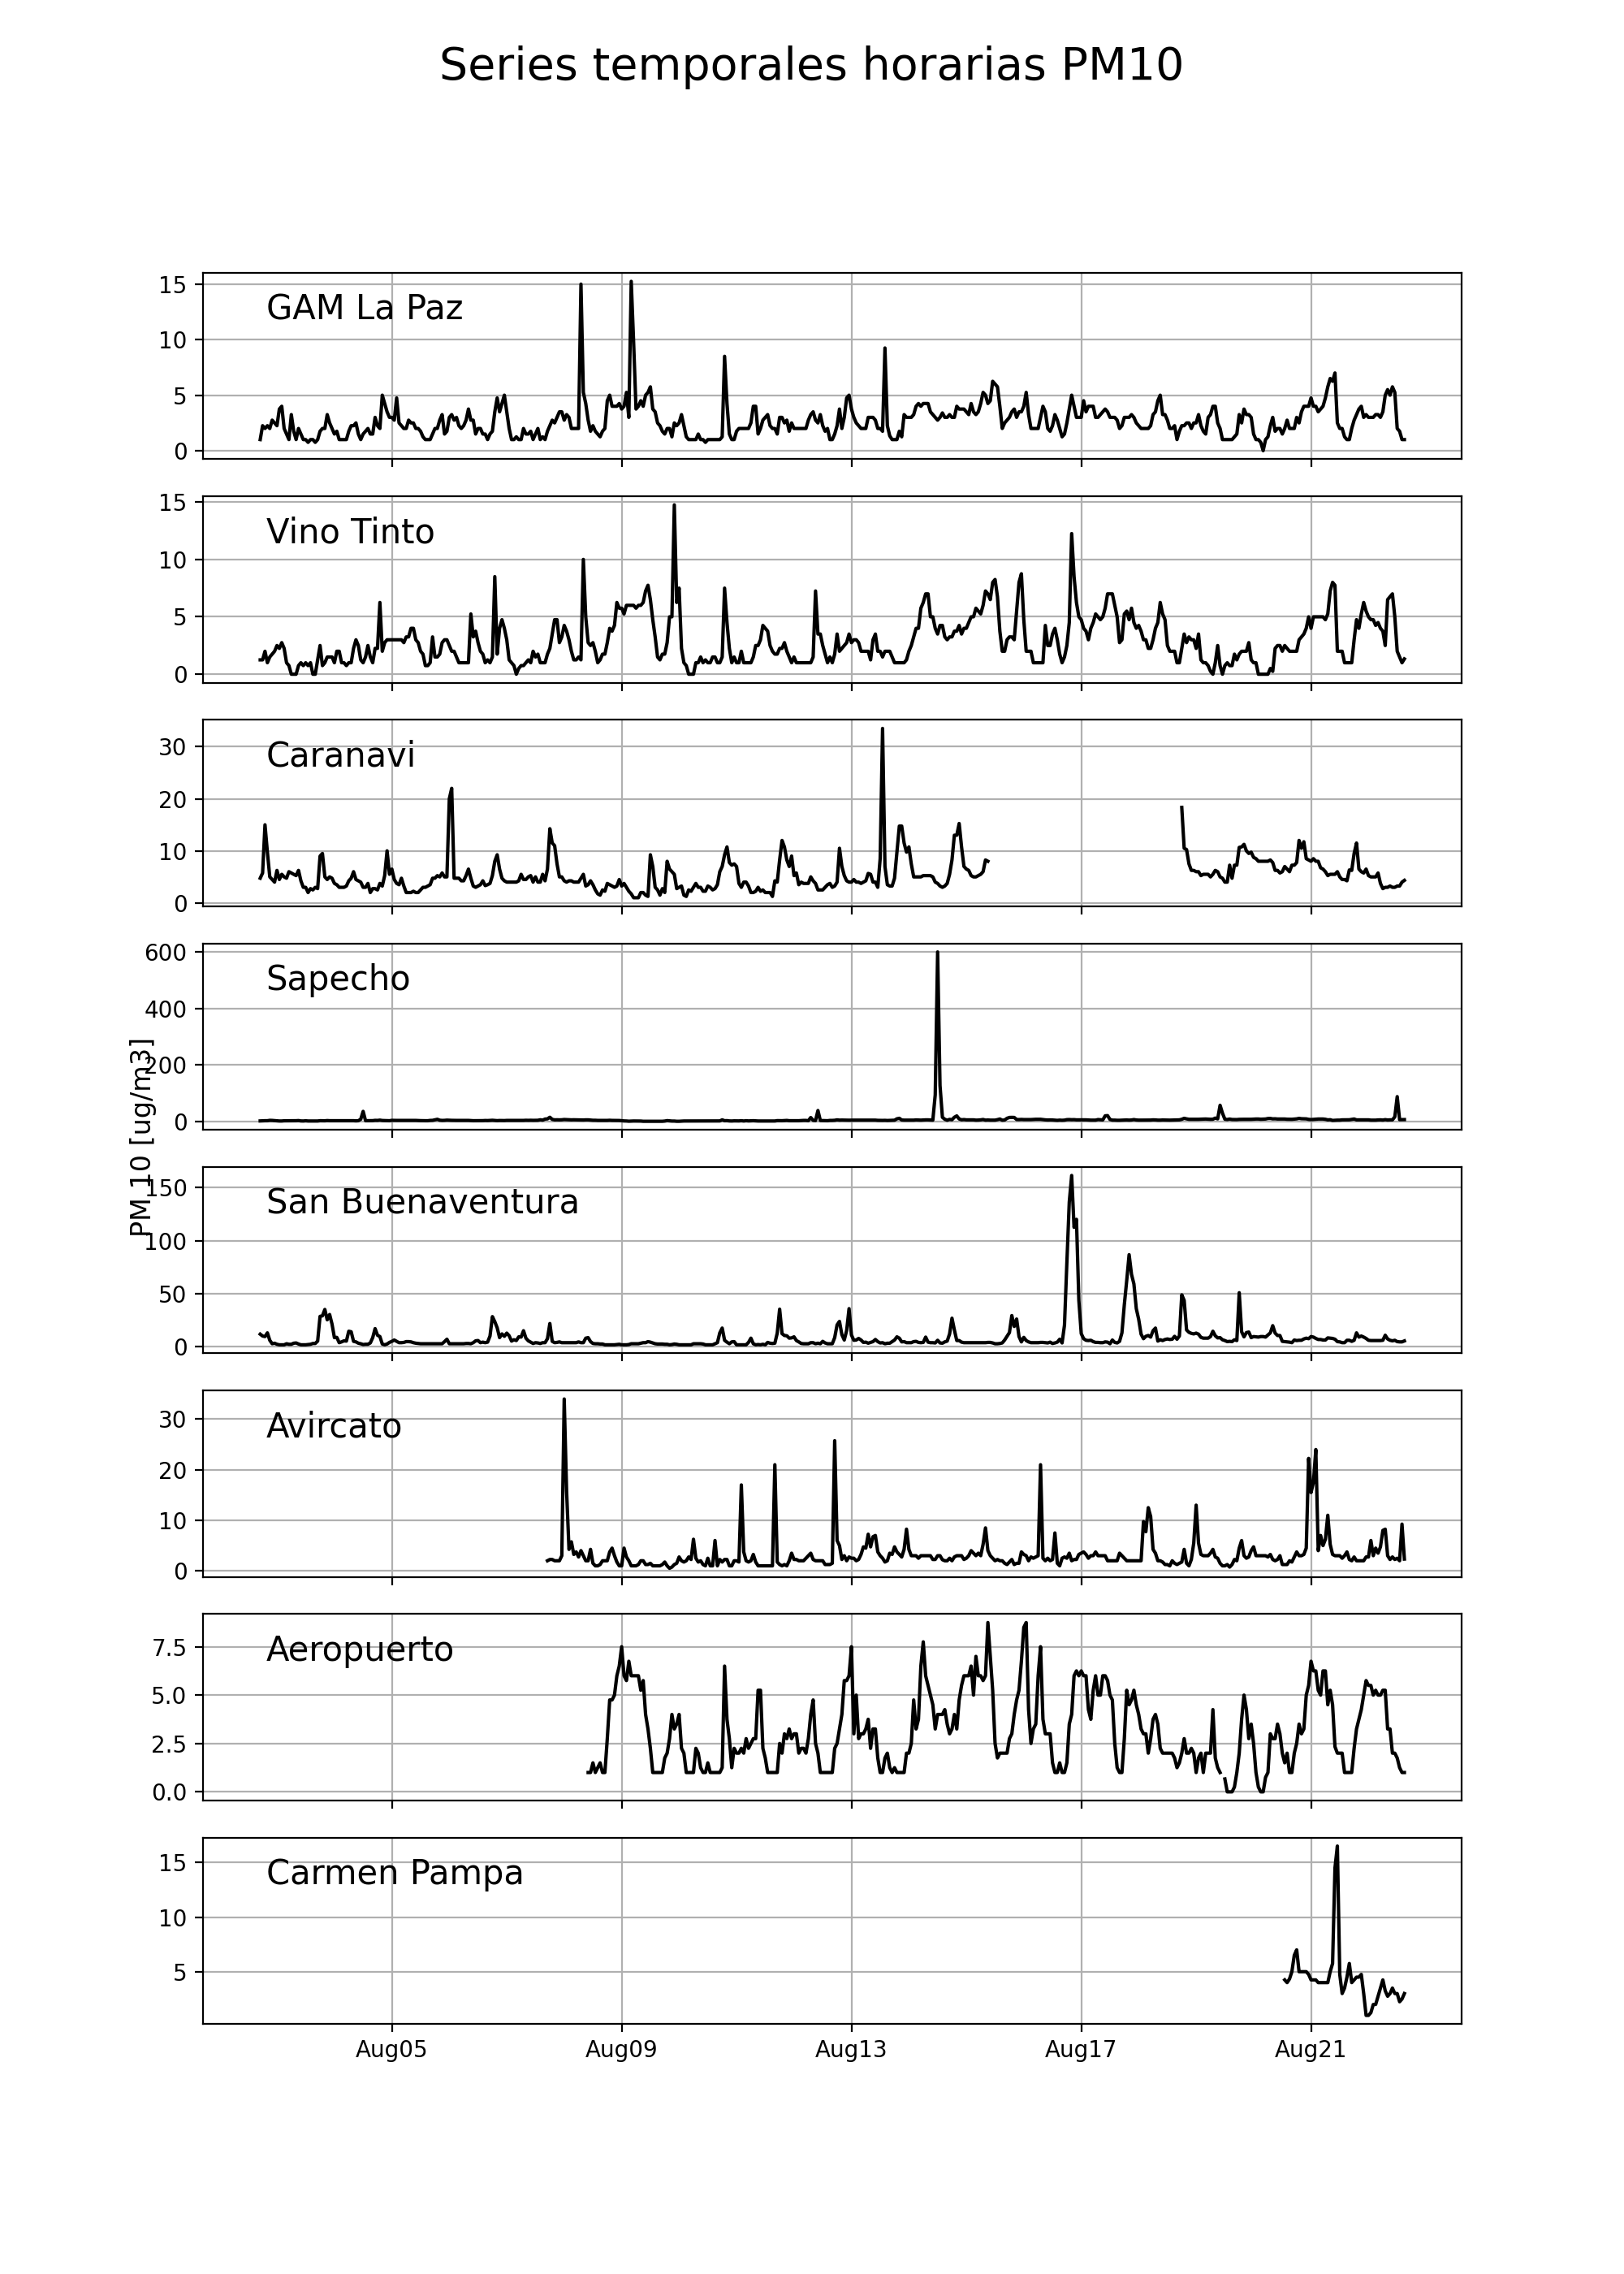 Series temporales horarias PM10
15
10
5
0
GAM La Paz
15
10
5
0
Vino Tinto
30
20
10
0
Caranavi
600
400
200
0
Sapecho
PM 10 [ug/m3]
150
100
50
0
San Buenaventura
30
20
10
0
Avircato
7.5
5.0
2.5
0.0
Aeropuerto
15
10
5
Carmen Pampa
Aug05 Aug09 Aug13 Aug17 Aug21